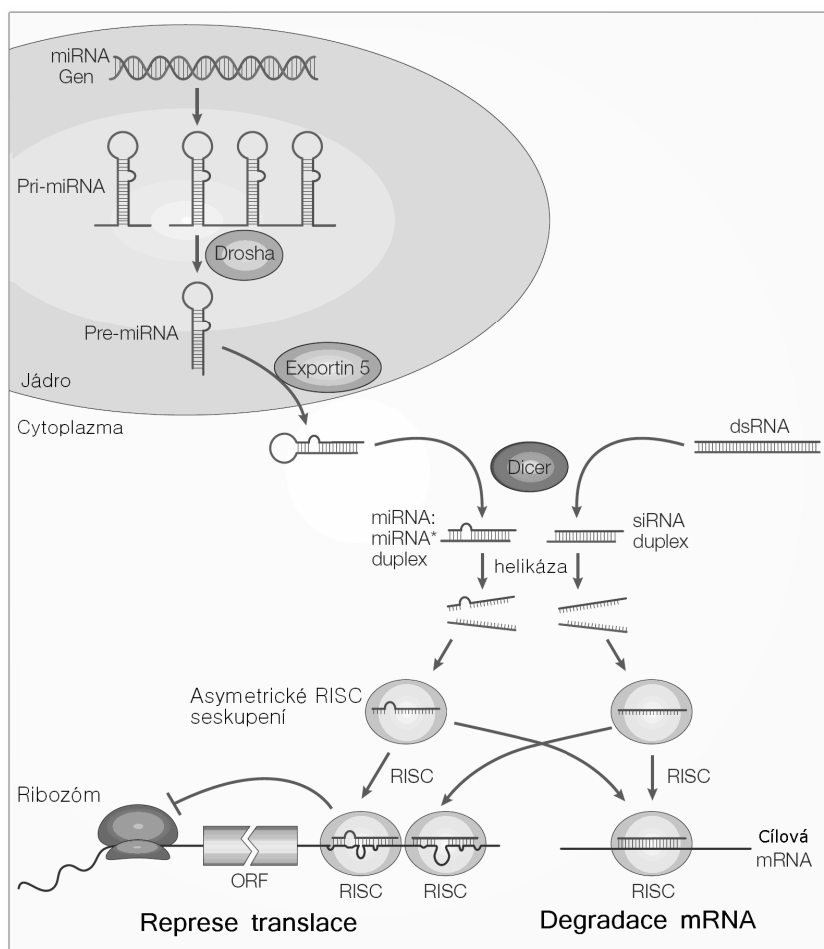 miRNA
Gen
Pri-miRNA
Drosha
Pre-miRNA
Exportin 5
Jádro
Cytoplazma
dsRNA
Dicer
miRNA:
miRNA*
duplex
siRNA
duplex
helikáza
Asymetrické RISC
seskupení
RISC
RISC
Ribozóm
Cílová
mRNA
ORF
RISC
RISC
RISC
Represe translace
Degradace mRNA